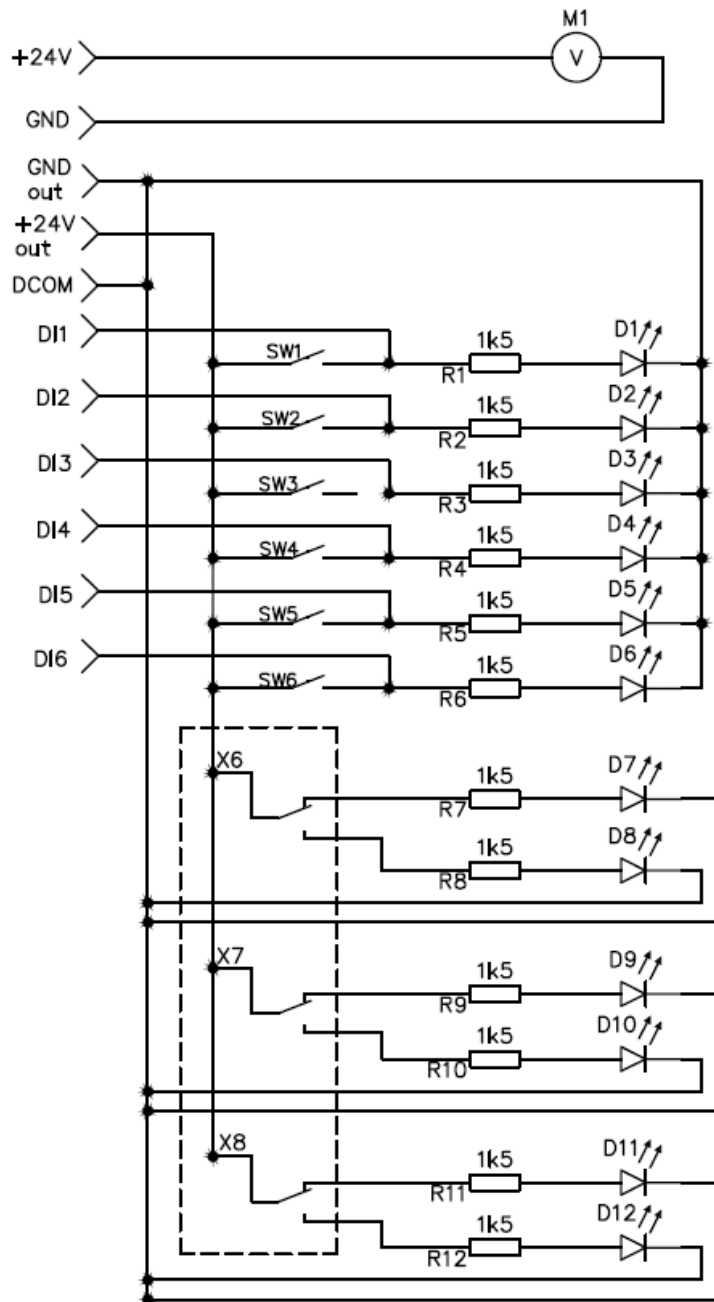 M1
+24V
V
GND
GND
out
+24V
out
DCOM
DI1
SW1
R1
1k5
D1
DI2
SW2
R2
1k5
D2
DI3
SW3
R3
1k5
D3
DI4
SW4
R4
1k5
D4
DI5
SW5
R5
1k5
D5
DI6
SW6
R6
1k5
D6
X6
R7
1k5
D7
R8
1k5
D8
X7
R9
1k5
D9
R10
1k5
D10
X8
R11
1k5
D11
R12
1k5
D12